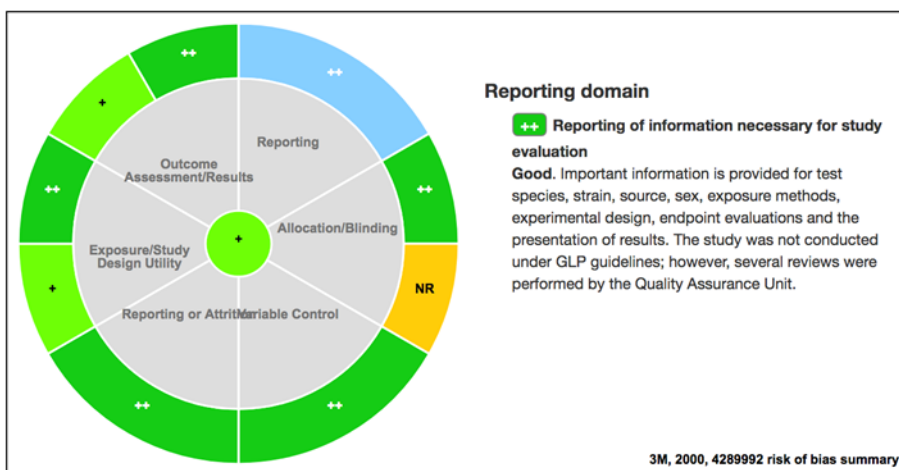 ++
++
+
Reporting
Outcome
Assessment/Results
++
++
Allocation/Blinding
+
Exposure/Study
Design Utility
+
NR
Reporting or Attrition
Variable Control
++
++
Reporting domain
++ Reporting of information necessary for study
evaluation
Good. Important information is provided for test
species, strain, source, sex, exposure methods,
experimental design, endpoint evaluations and the
presentation of results. The study was not conducted
under GLP guidelines; however, several reviews were
performed by the Quality Assurance Unit.
3M, 2000, 4289992 risk of bias summary